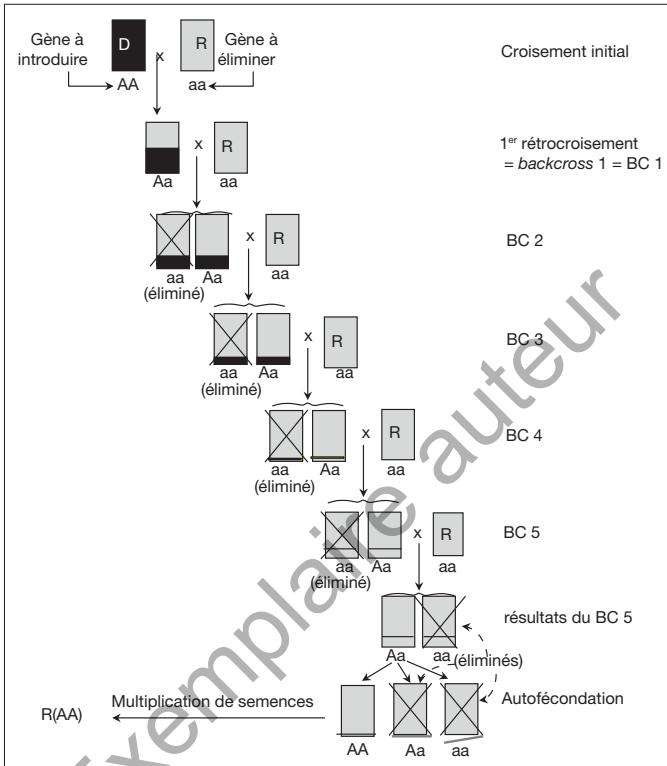 Gène à
introduire
D
x
R
Gène à
éliminer
AA
aa
Croisement initial
x
R
Aa
aa
1er rétrocroisement
= backcross 1 = BC 1
x
R
aa
Aa
aa
(éliminé)
BC 2
x
R
aa
Aa
aa
(éliminé)
BC 3
x
R
aa
Aa
aa
(éliminé)
BC 4
x
R
aa
Aa
aa
(éliminé)
BC 5
résultats du BC 5
Aa
aa
(éliminés)
R(AA)
Multiplication de semences
Autofécondation
AA
Aa
aa
Exemplaire auteur